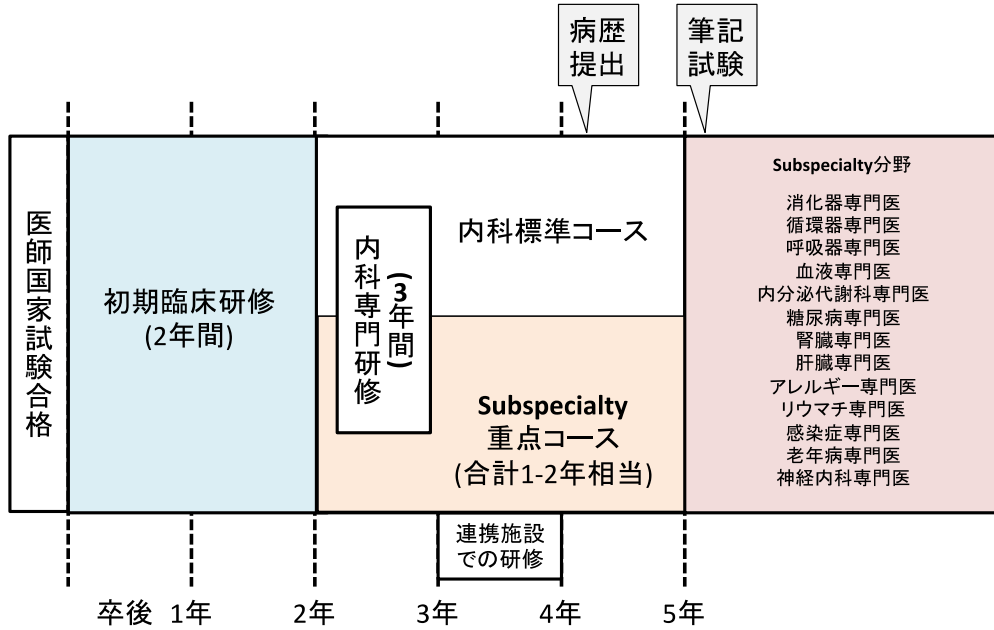 病歴
提出
筆記
試験
医師国家試験合格
初期臨床研修
(2年間)
内科専門研修
(3年間)
内科標準コース
Subspecialty
重点コース
(合計1-2年相当)
Subspecialty分野
消化器専門医
循環器専門医
呼吸器専門医
血液専門医
内分泌代謝科専門医
糖尿病専門医
腎臓専門医
肝臓専門医
アレルギー専門医
リウマチ専門医
感染症専門医
老年病専門医
神経内科専門医
連携施設
での研修
卒後 1年 2年 3年 4年 5年